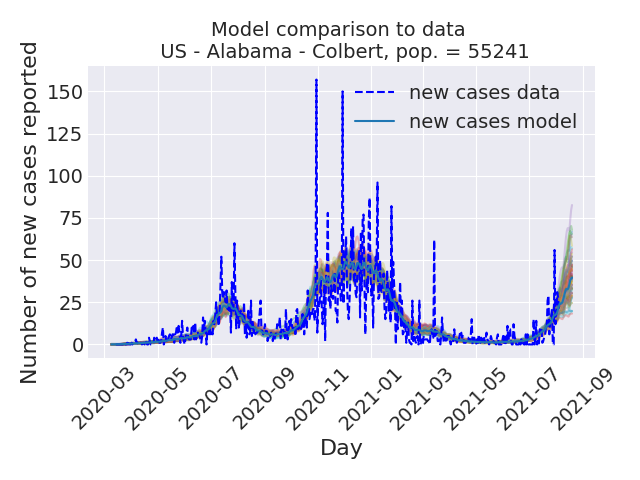 Model comparison to data
US - Alabama - Colbert, pop. = 55241
Number of new cases reported
150
125
100
75
50
25
0
new cases data
new cases model
2020-03
2020-05
2020-07
2020-09
2020-11
2021-01
2021-03
2021-05
2021-07
2021-09
Day